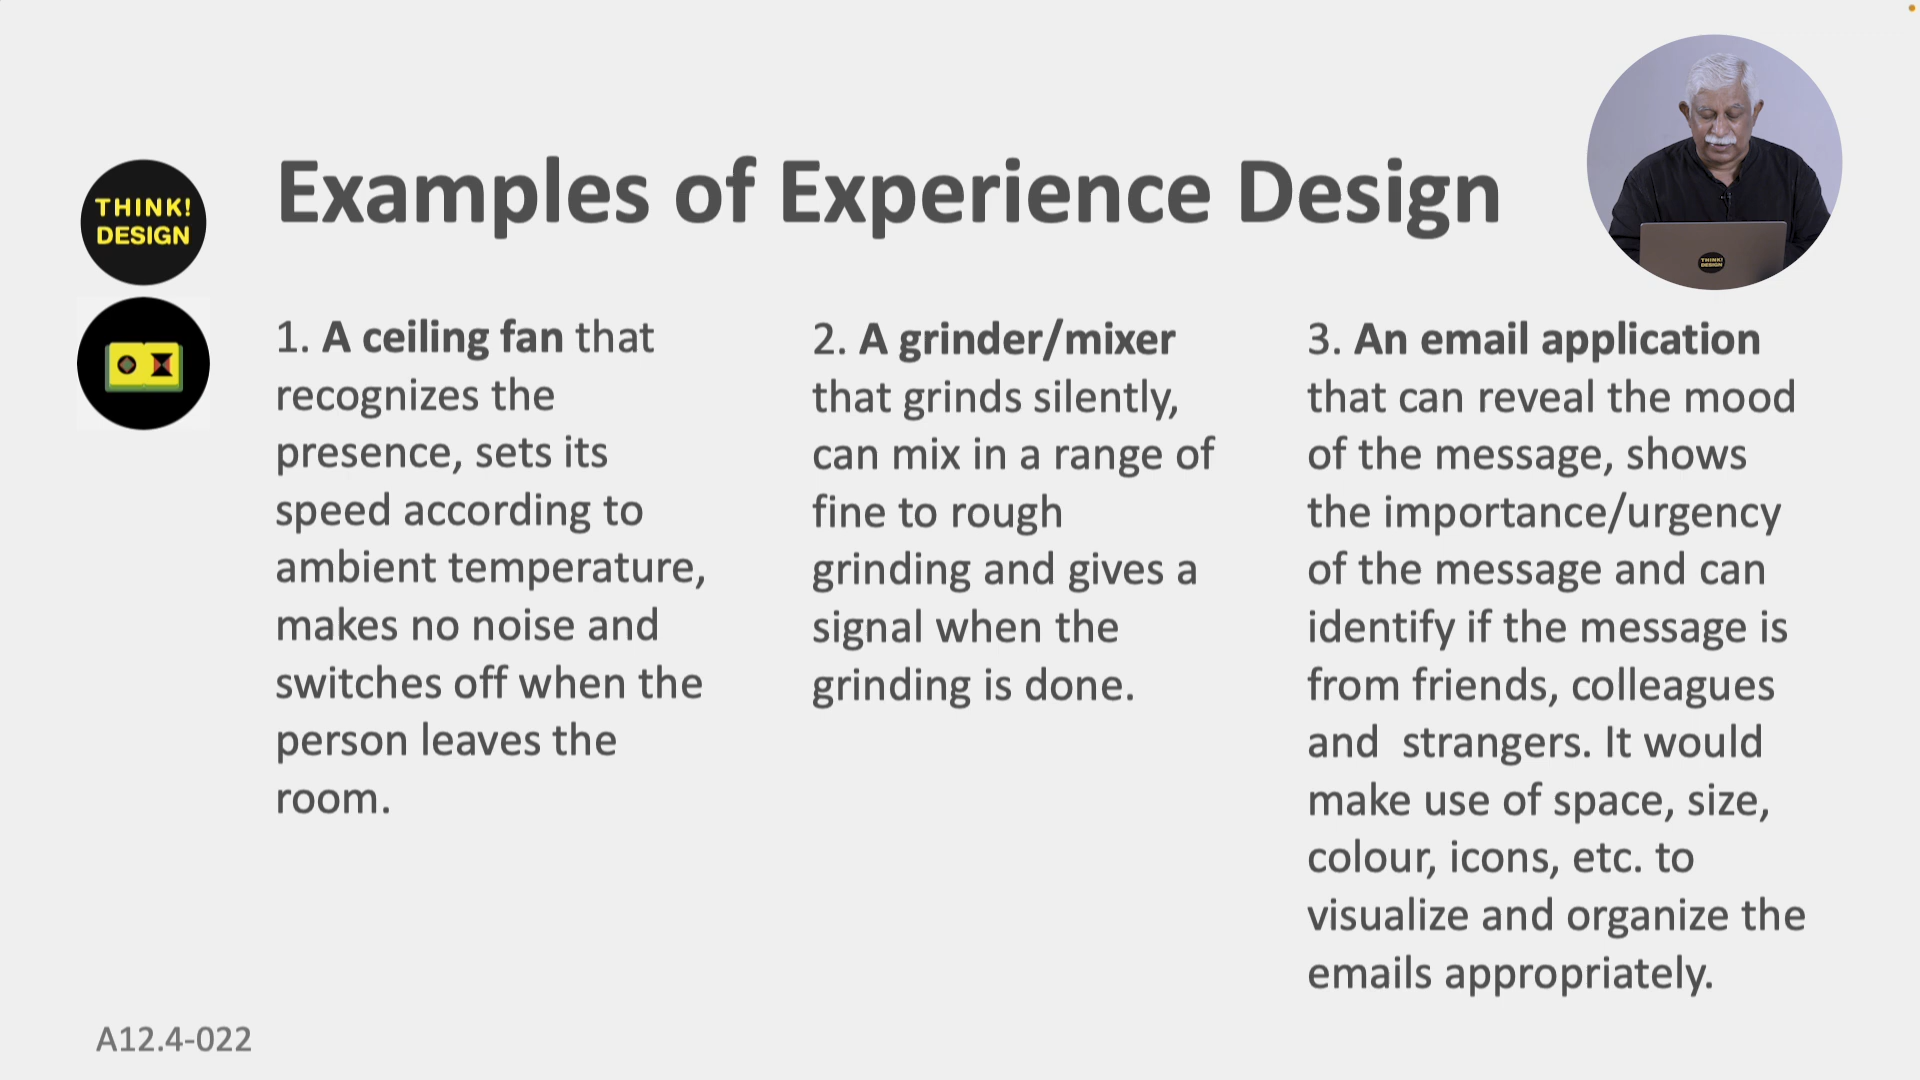 THINK!
DESIGN
Examples of Experience Design
THINK!
DESIGN
1. A ceiling fan that
recognizes the
presence, sets its
speed according to
ambient temperature,
makes no noise and
switches off when the
person leaves the
room.
2. A grinder/mixer
that grinds silently,
can mix in a range of
fine to rough
grinding and gives a
signal when the
grinding is done.
3. An email application
that can reveal the mood
of the message, shows
the importance/urgency
of the message and can
identify if the message is
from friends, colleagues
and  strangers. It would
make use of space, size,
colour, icons, etc. to
visualize and organize the
emails appropriately.
A12.4-022